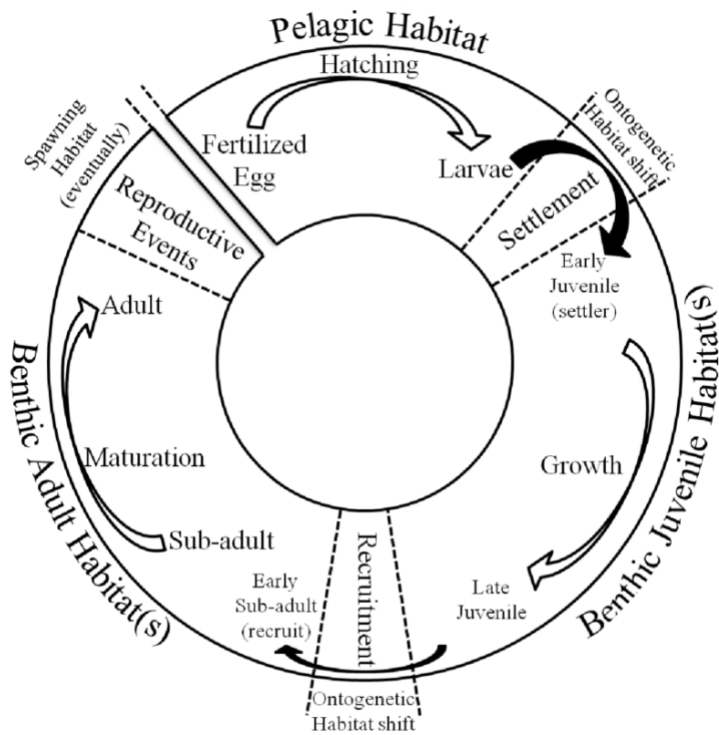 Pelagic Habitat
Hatching
Fertilized
Egg
Larvae
Ontogenetic
Habitat shift
Settlement
Early
Juvenile
(settler)
Benthic Juvenile Habitat(s)
Growth
Late
Juvenile
Recruitment
Ontogenetic
Habitat shift
Early
Sub-adult
(recruit)
Sub-adult
Maturation
Adult
Benthic Adult Habitat(s)
Reproductive
Events
Spawning
Habitat
(eventually)